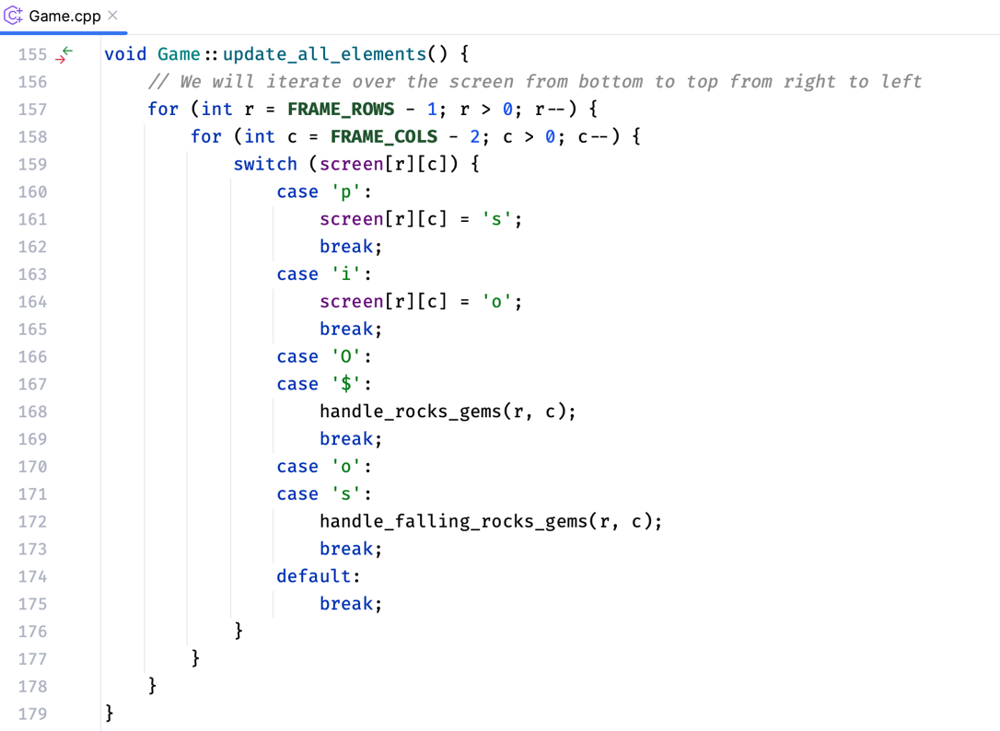 Game.cpp
155 void Game::update_all_elements() {
156 // We will iterate over the screen from bottom to top from right to left
157 for (int r = FRAME_ROWS - 1; r > 0; r--) {
158 for (int c = FRAME_COLS - 2; c > 0; c--) {
159 switch (screen[r][c]) {
160 case 'p':
161 screen[r][c] = 's';
162 break;
163 case 'i':
164 screen[r][c] = 'o';
165 break;
166 case 'O':
167 case '$':
168 handle_rocks_gems(r, c);
169 break;
170 case 'o':
171 case 's':
172 handle_falling_rocks_gems(r, c);
173 break;
174 default:
175 break;
176 }
177 }
178 }
179 }